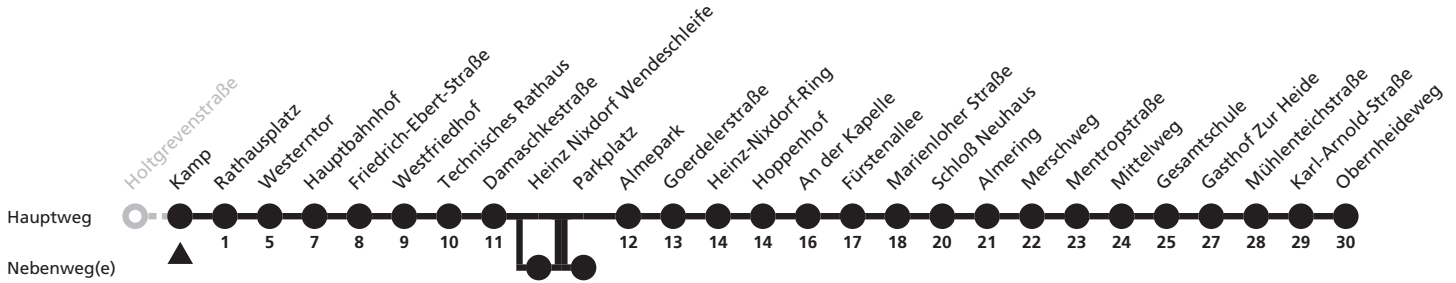 Holtgrevenstraße
Kamp
Rathausplatz
Westerntor
Hauptbahnhof
Friedrich-Ebert-Straße
Westfriedhof
Technisches Rathaus
Damaschkestraße
Heinz Nixdorf Wendeschleife
Parkplatz
Almepark
Goerdelerstraße
Heinz-Nixdorf-Ring
Hoppenhof
An der Kapelle
Fürstenallee
Marienloher Straße
Schloß Neuhaus
Almering
Merschweg
Mentropstraße
Mittelweg
Gesamtschule
Gasthof Zur Heide
Mühlenteichstraße
Karl-Arnold-Straße
Obernheideweg
Hauptweg
1 5 7 8 9 10 11 12 13 14 14 16 17 18 20 21 22 23 24 25 27 28 29 30
Nebenweg(e)